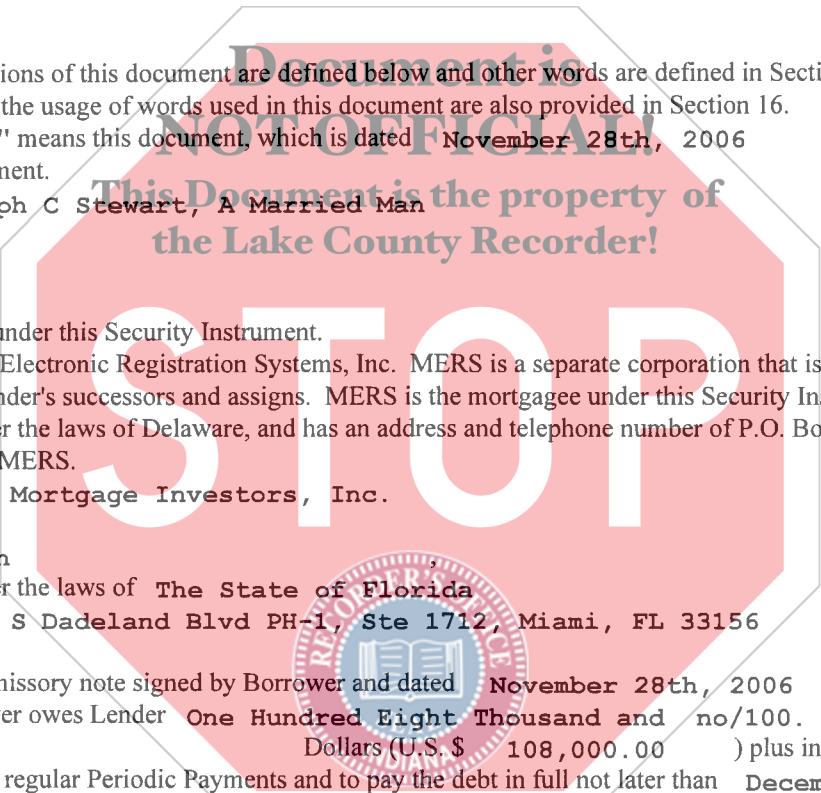 Document is
ions of this document are defined below and other words are defined in Secti
the usage of words used in this document are also provided in Section 16.
NOT OFFICIAL!
" means this document, which is dated November 28th, 2006
ment.
This Document is the property of
ph C Stewart, A Married Man
the Lake County Recorder!
STOP
under this Security Instrument.
Electronic Registration Systems, Inc. MERS is a separate corporation that is
nder's successors and assigns. MERS is the mortgagee under this Security In
r the laws of Delaware, and has an address and telephone number of P.O. Bo
MERS.
Mortgage Investors, Inc.
n ,
r the laws of The State of Florida
S Dadeland Blvd PH-1, Ste 1712, Miami, FL 33156
nissory note signed by Borrower and dated November 28th, 2006
ver owes Lender One Hundred Eight Thousand and no/100.
Dollars (U.S. $ 108,000.00 ) plus in
regular Periodic Payments and to pay the debt in full not later than Decem